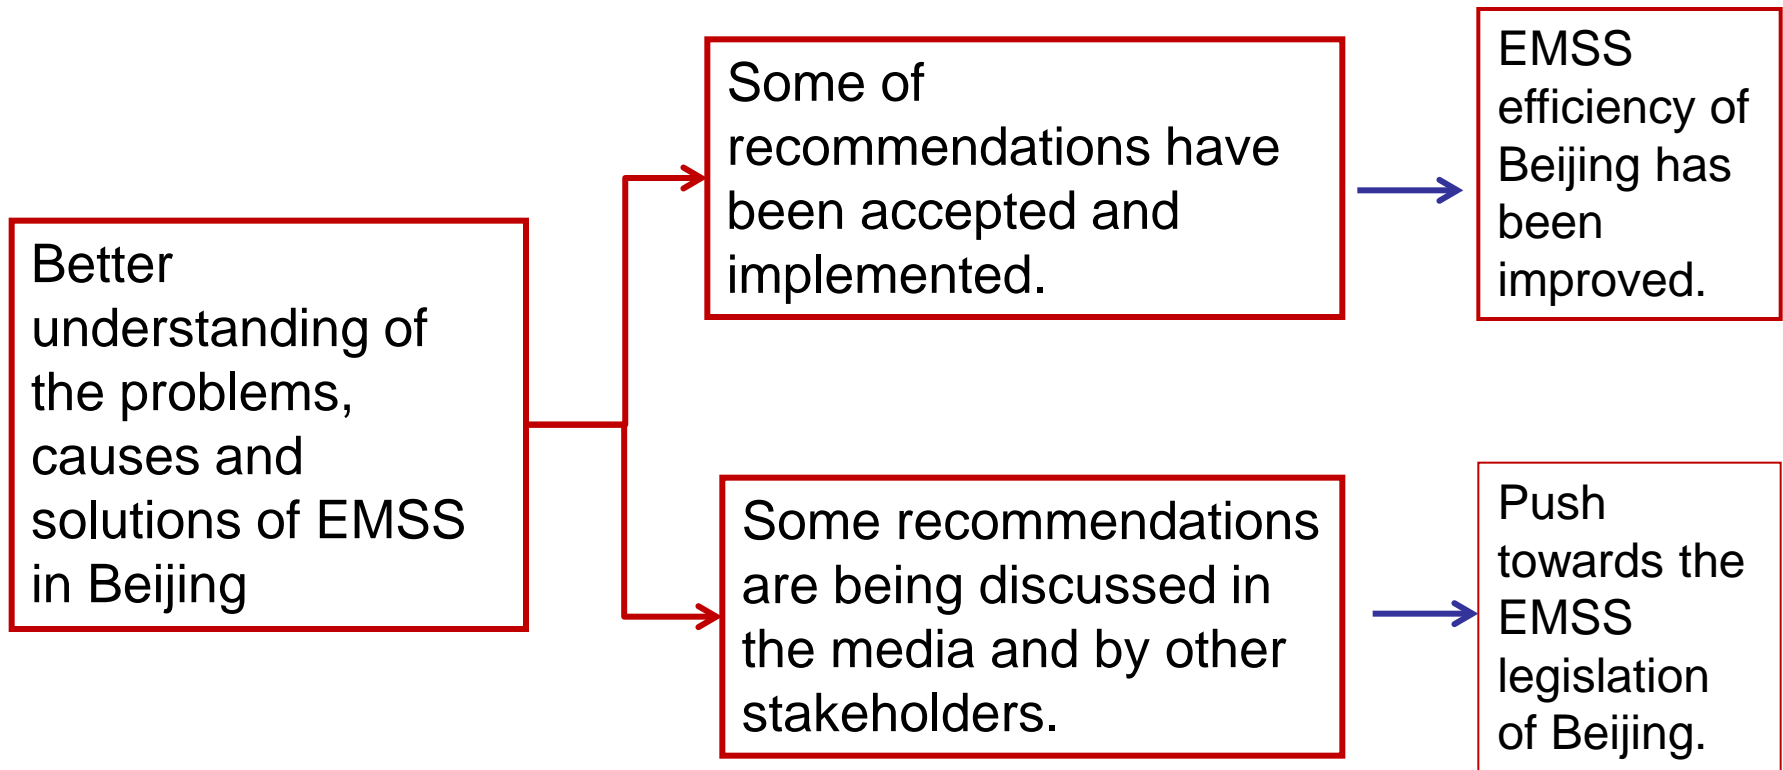 Better
understanding of
the problems,
causes and
solutions of EMSS
in Beijing
Some of
recommendations have
been accepted and
implemented.
EMSS
efficiency of
Beijing has
been
improved.
Some recommendations
are being discussed in
the media and by other
stakeholders.
Push
towards the
EMSS
legislation
of Beijing.